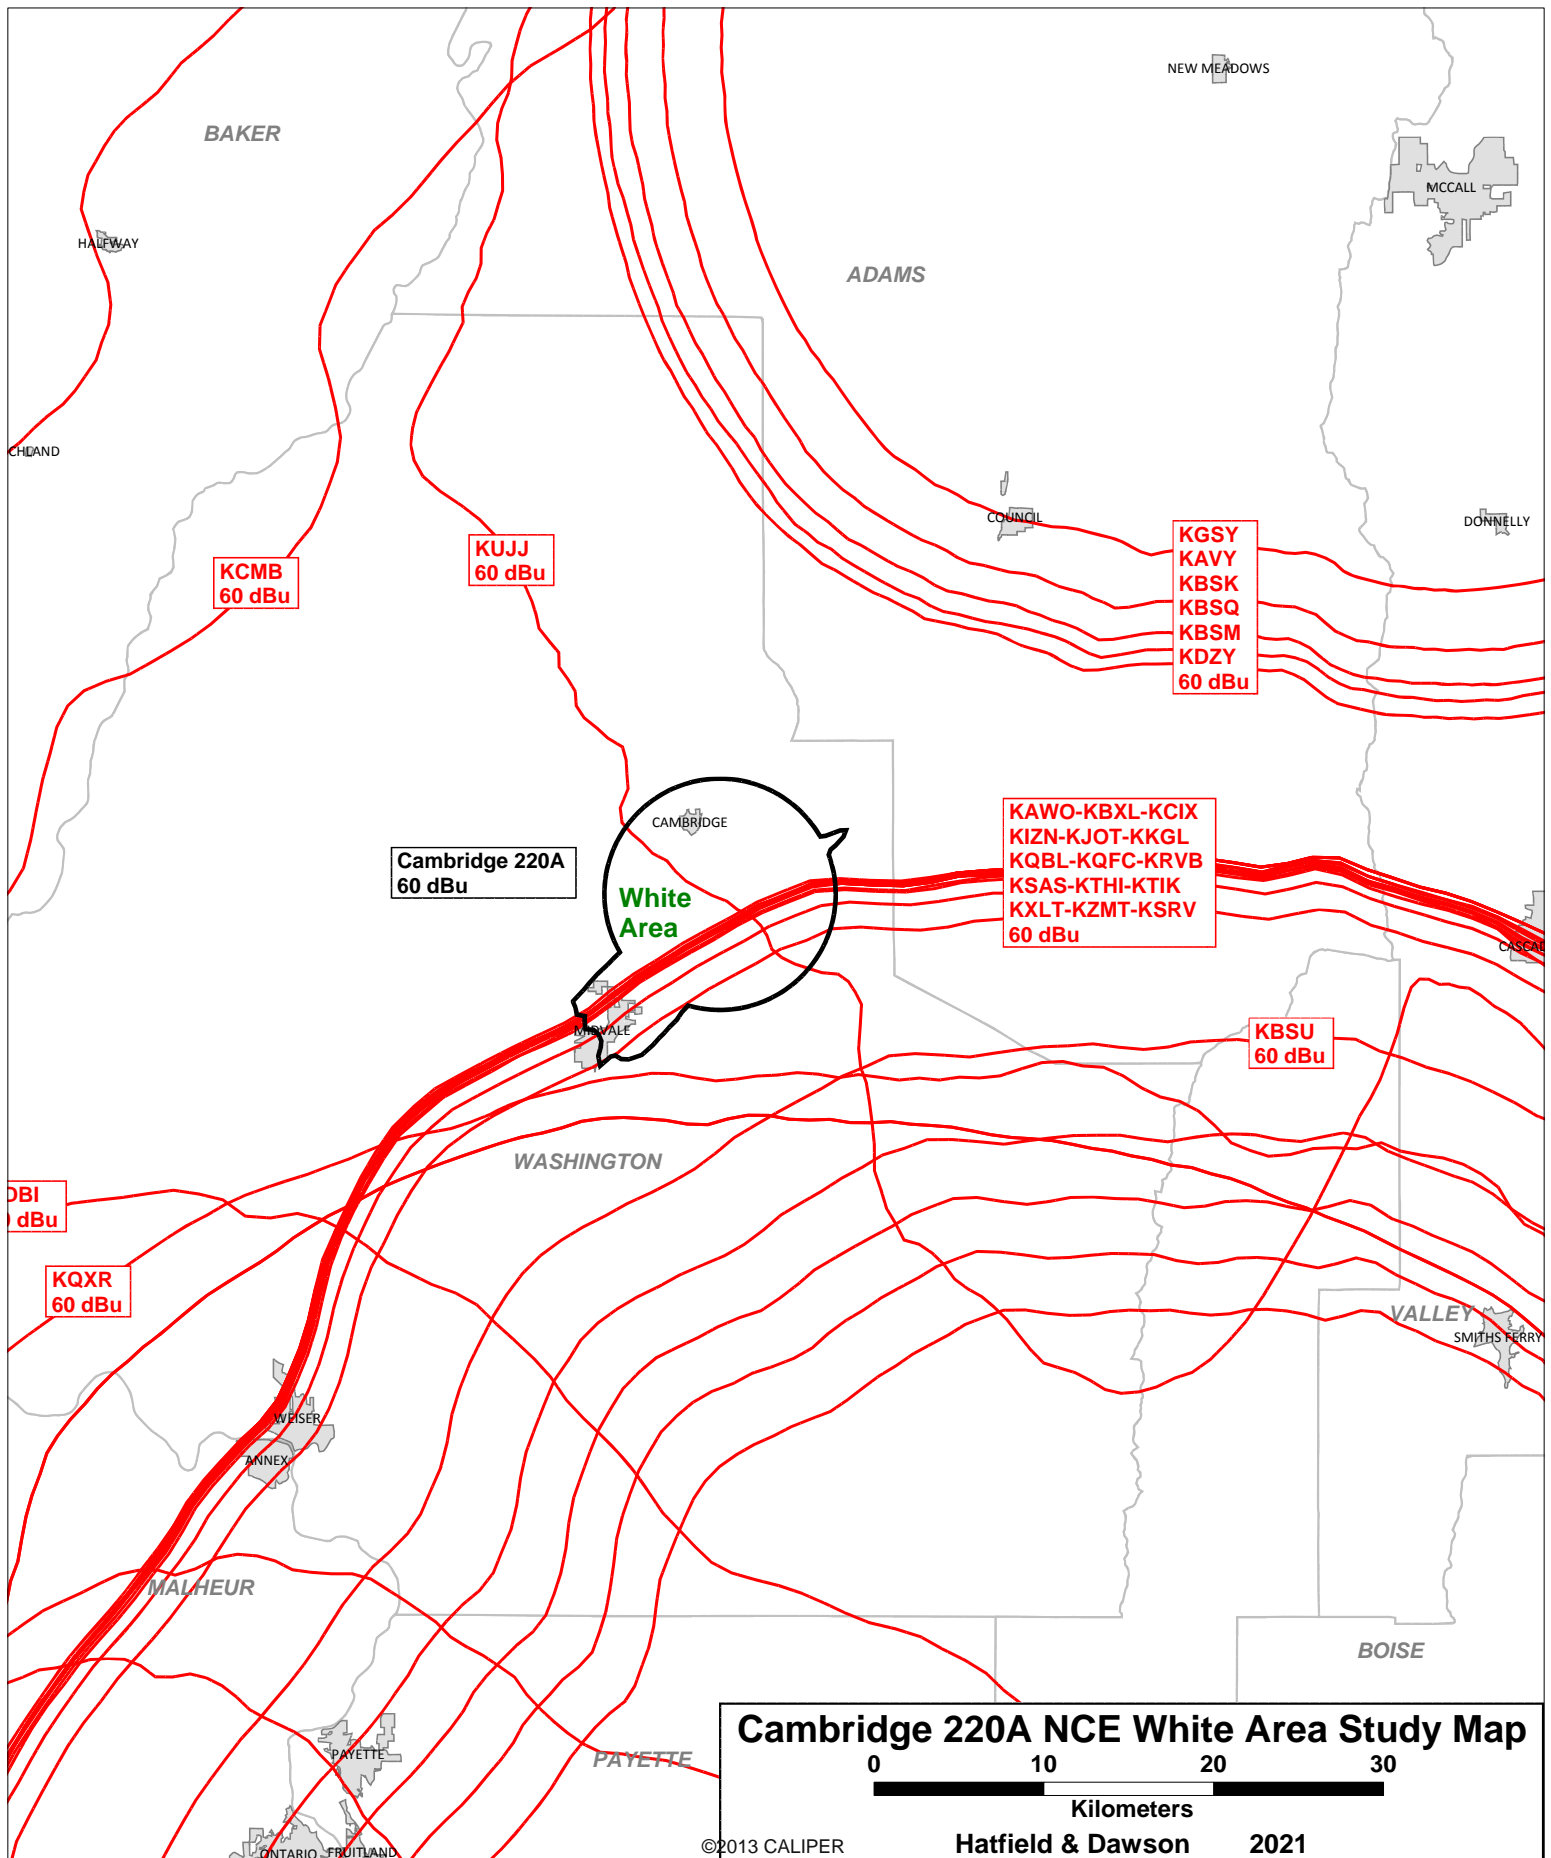 NEW MEADOWS
BAKER
MCCALL
HALFWAY
ADAMS
CHLAND
COUNCIL
DONNELLY
KGSY
KAVY
KBSK
KBSQ
KBSM
KDZY
60 dBu
KUJJ
60 dBu
KCMB
60 dBu
CAMBRIDGE
KAWO-KBXL-KCIX
KIZN-KJOT-KKGL
KQBL-KQFC-KRVB
KSAS-KTHI-KTIK
KXLT-KZMT-KSRV
60 dBu
Cambridge 220A
60 dBu
White
Area
CASCAD
MIDVALE
KBSU
60 dBu
WASHINGTON
OBI
dBu
KQXR
60 dBu
VALLEY
SMITHS FERRY
WEISER
ANNEX
MALHEUR
BOISE
PAYETTE
PAYETTE
Cambridge 220A NCE White Area Study Map
0 10 20 30
Kilometers
©2013 CALIPER
Hatfield & Dawson 2021
ONTARIO
FRUITLAND